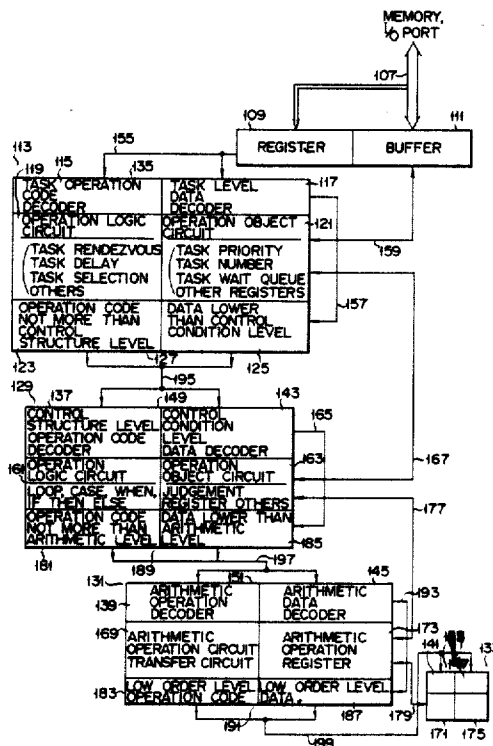 MEMORY,
I/O PORT
107
109
111
REGISTER
BUFFER
155
113
119
115
135
117
TASK OPERATION
CODE
DECODER
TASK LEVEL
DATA
DECODER
121
OPERATION LOGIC
CIRCUIT
OPERATION OBJECT
CIRCUIT
159
TASK RENDEZVOUS
TASK DELAY
TASK SELECTION
OTHERS
TASK PRIORITY
TASK NUMBER
TASK WAIT QUEUE
OTHER REGISTERS
157
OPERATION CODE
NOT MORE THAN
CONTROL
STRUCTURE LEVEL
DATA LOWER
THAN CONTROL
CONDITION LEVEL
123
127
125
195
129
137
149
143
CONTROL
STRUCTURE LEVEL
OPERATION CODE
DECODER
CONTROL
CONDITION
LEVEL
DATA DECODER
165
167
161
OPERATION
LOGIC CIRCUIT
OPERATION
OBJECT CIRCUIT
163
177
LOOP CASE, WHEN,
IF THEN ELSE
JUDGEMENT
REGISTER OTHERS
OPERATION CODE
NOT MORE THAN
ARITHMETIC LEVEL
DATA LOWER THAN
ARITHMETIC
LEVEL
185
181
189
197
131
151
145
193
139
ARITHMETIC
OPERATION
DECODER
ARITHMETIC
DATA
DECODER
173
169
ARITHMETIC
OPERATION CIRCUIT
TRANSFER CIRCUIT
ARITHMETIC
OPERATION
REGISTER
141
183
LOW ORDER LEVEL
OPERATION CODE
LOW ORDER LEVEL
DATA
179
191
187
171
175
199